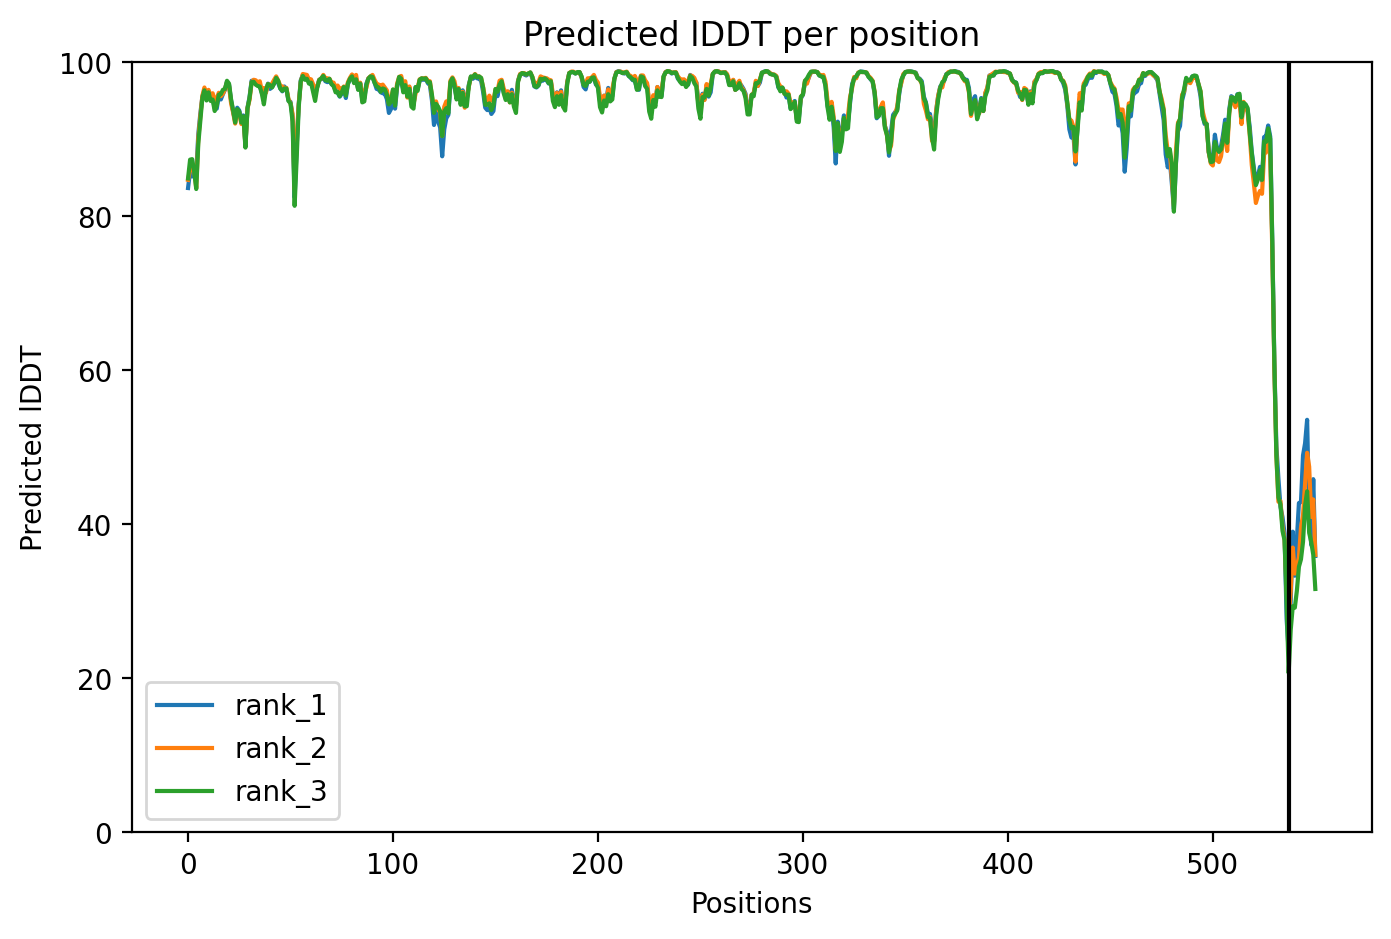 Predicted lDDT per position
100
80
60
40
20
0
Predicted lDDT
rank_1
rank_2
rank_3
0 100 200 300 400 500
Positions